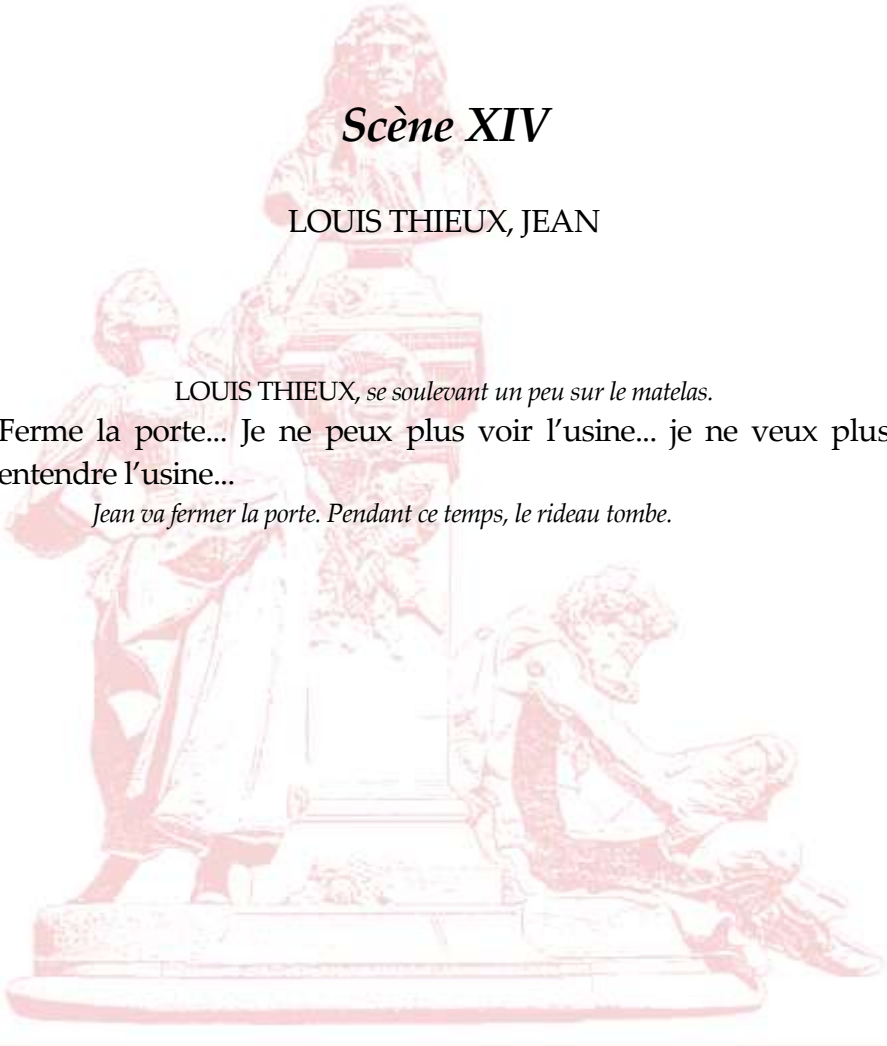 Scène XIV
LOUIS THIEUX, JEAN
LOUIS THIEUX, se soulevant un peu sur le matelas.
Ferme la porte... Je ne peux plus voir l’usine... je ne veux plus
entendre l’usine...
Jean va fermer la porte. Pendant ce temps, le rideau tombe.